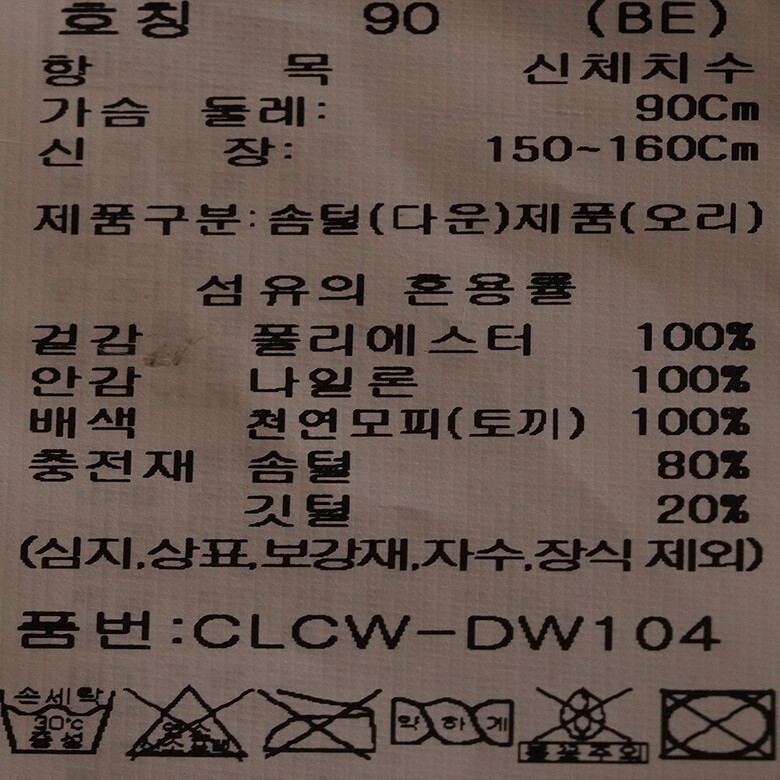 호칭 90 (BE)
항 목 신체치수
가슴 둘레: 90Cm
신 장: 150~160Cm
제품구분:솜털(다운)제품(오리)
섬유의 혼용률
겉감 폴리에스터 100%
안감 나일론 100%
배색 천연모피(토끼) 100%
충전재 솜털 80%
깃털 20%
(심지,상표,보강재,자수,장식 제외)
품번:CLCW-DW104
손세탁 약하게
30℃
중성 불꽃주의